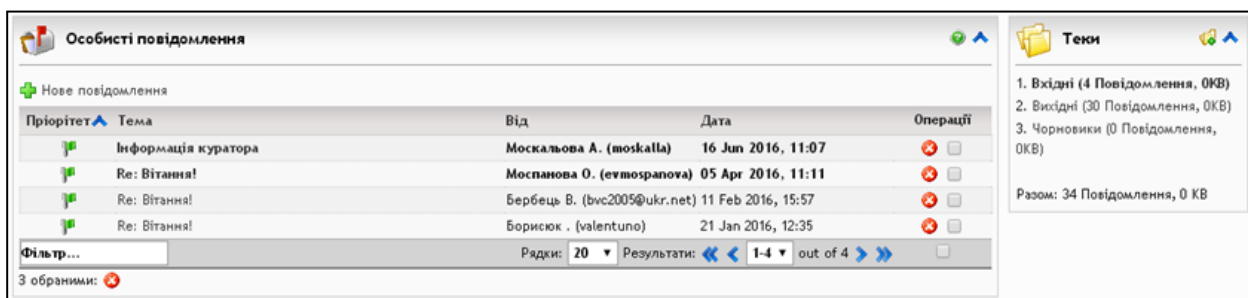 Особисті повідомлення
Нове повідомлення
Пріорітет Тема Від Дата Операції
Інформація куратора Москальова А. (moskalla) 16 Jun 2016, 11:07
Re: Вітання! Моспанова О. (evmospanova) 05 Apr 2016, 11:11
Re: Вітання! Бербець В. (bvc2005@ukr.net) 11 Feb 2016, 15:57
Re: Вітання! Борисюк . (valentuno) 21 Jan 2016, 12:35
Фільтр... Рядки: 20 Результати: 1-4 out of 4
З обраними:
Теки
1. Вхідні (4 Повідомлення, 0KB)
2. Вихідні (30 Повідомлення, 0KB)
3. Чорновики (0 Повідомлення,
0KB)
Разом: 34 Повідомлення, 0 KB